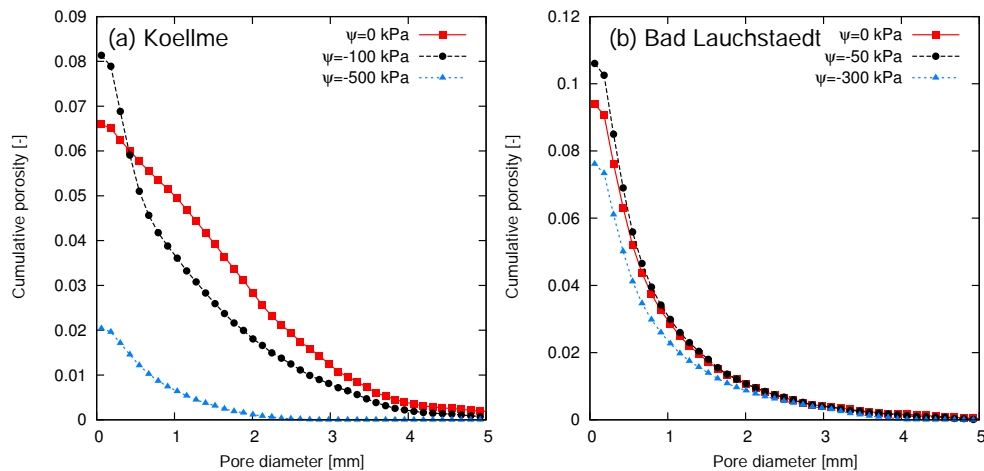 (a) Koellme
ψ=0 kPa
ψ=-100 kPa
ψ=-500 kPa
0.09
0.08
0.07
0.06
0.05
0.04
0.03
0.02
0.01
0
Cumulative porosity [-]
0 1 2 3 4 5
Pore diameter [mm]
(b) Bad Lauchstaedt
ψ=0 kPa
ψ=-50 kPa
ψ=-300 kPa
0.12
0.1
0.08
0.06
0.04
0.02
0
Cumulative porosity [-]
0 1 2 3 4 5
Pore diameter [mm]